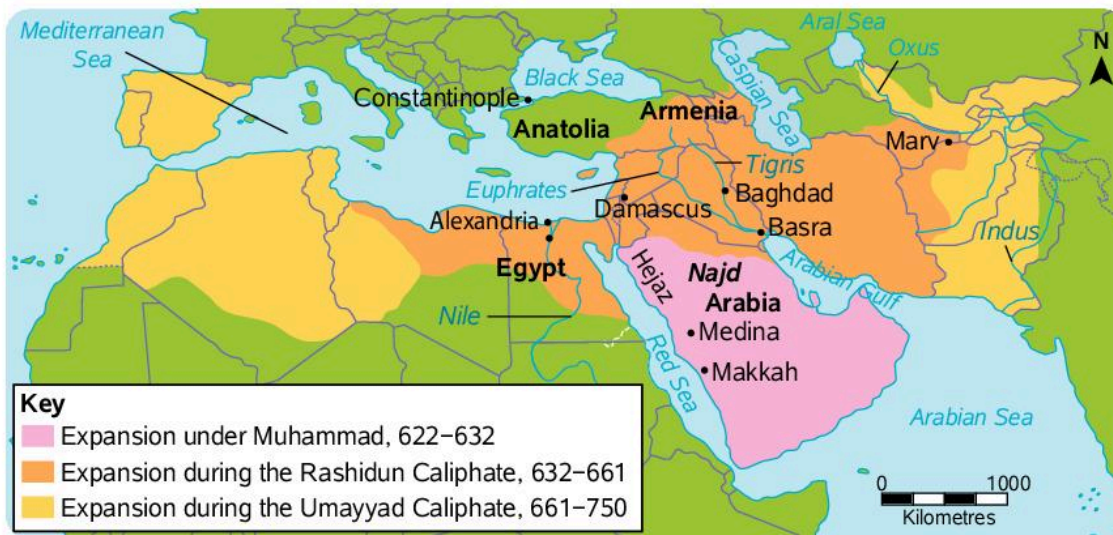 Mediterranean
Sea
Aral Sea
Oxus
N
Caspian Sea
Black Sea
Constantinople
Armenia
Anatolia
Marv
Tigris
Euphrates
Baghdad
Damascus
Alexandria
Basra
Indus
Egypt
Hejaz
Najd
Arabia
Arabian Gulf
Nile
Medina
Red Sea
Makkah
Key
Expansion under Muhammad, 622–632
Expansion during the Rashidun Caliphate, 632–661
Expansion during the Umayyad Caliphate, 661–750
Arabian Sea
0 1000
Kilometres